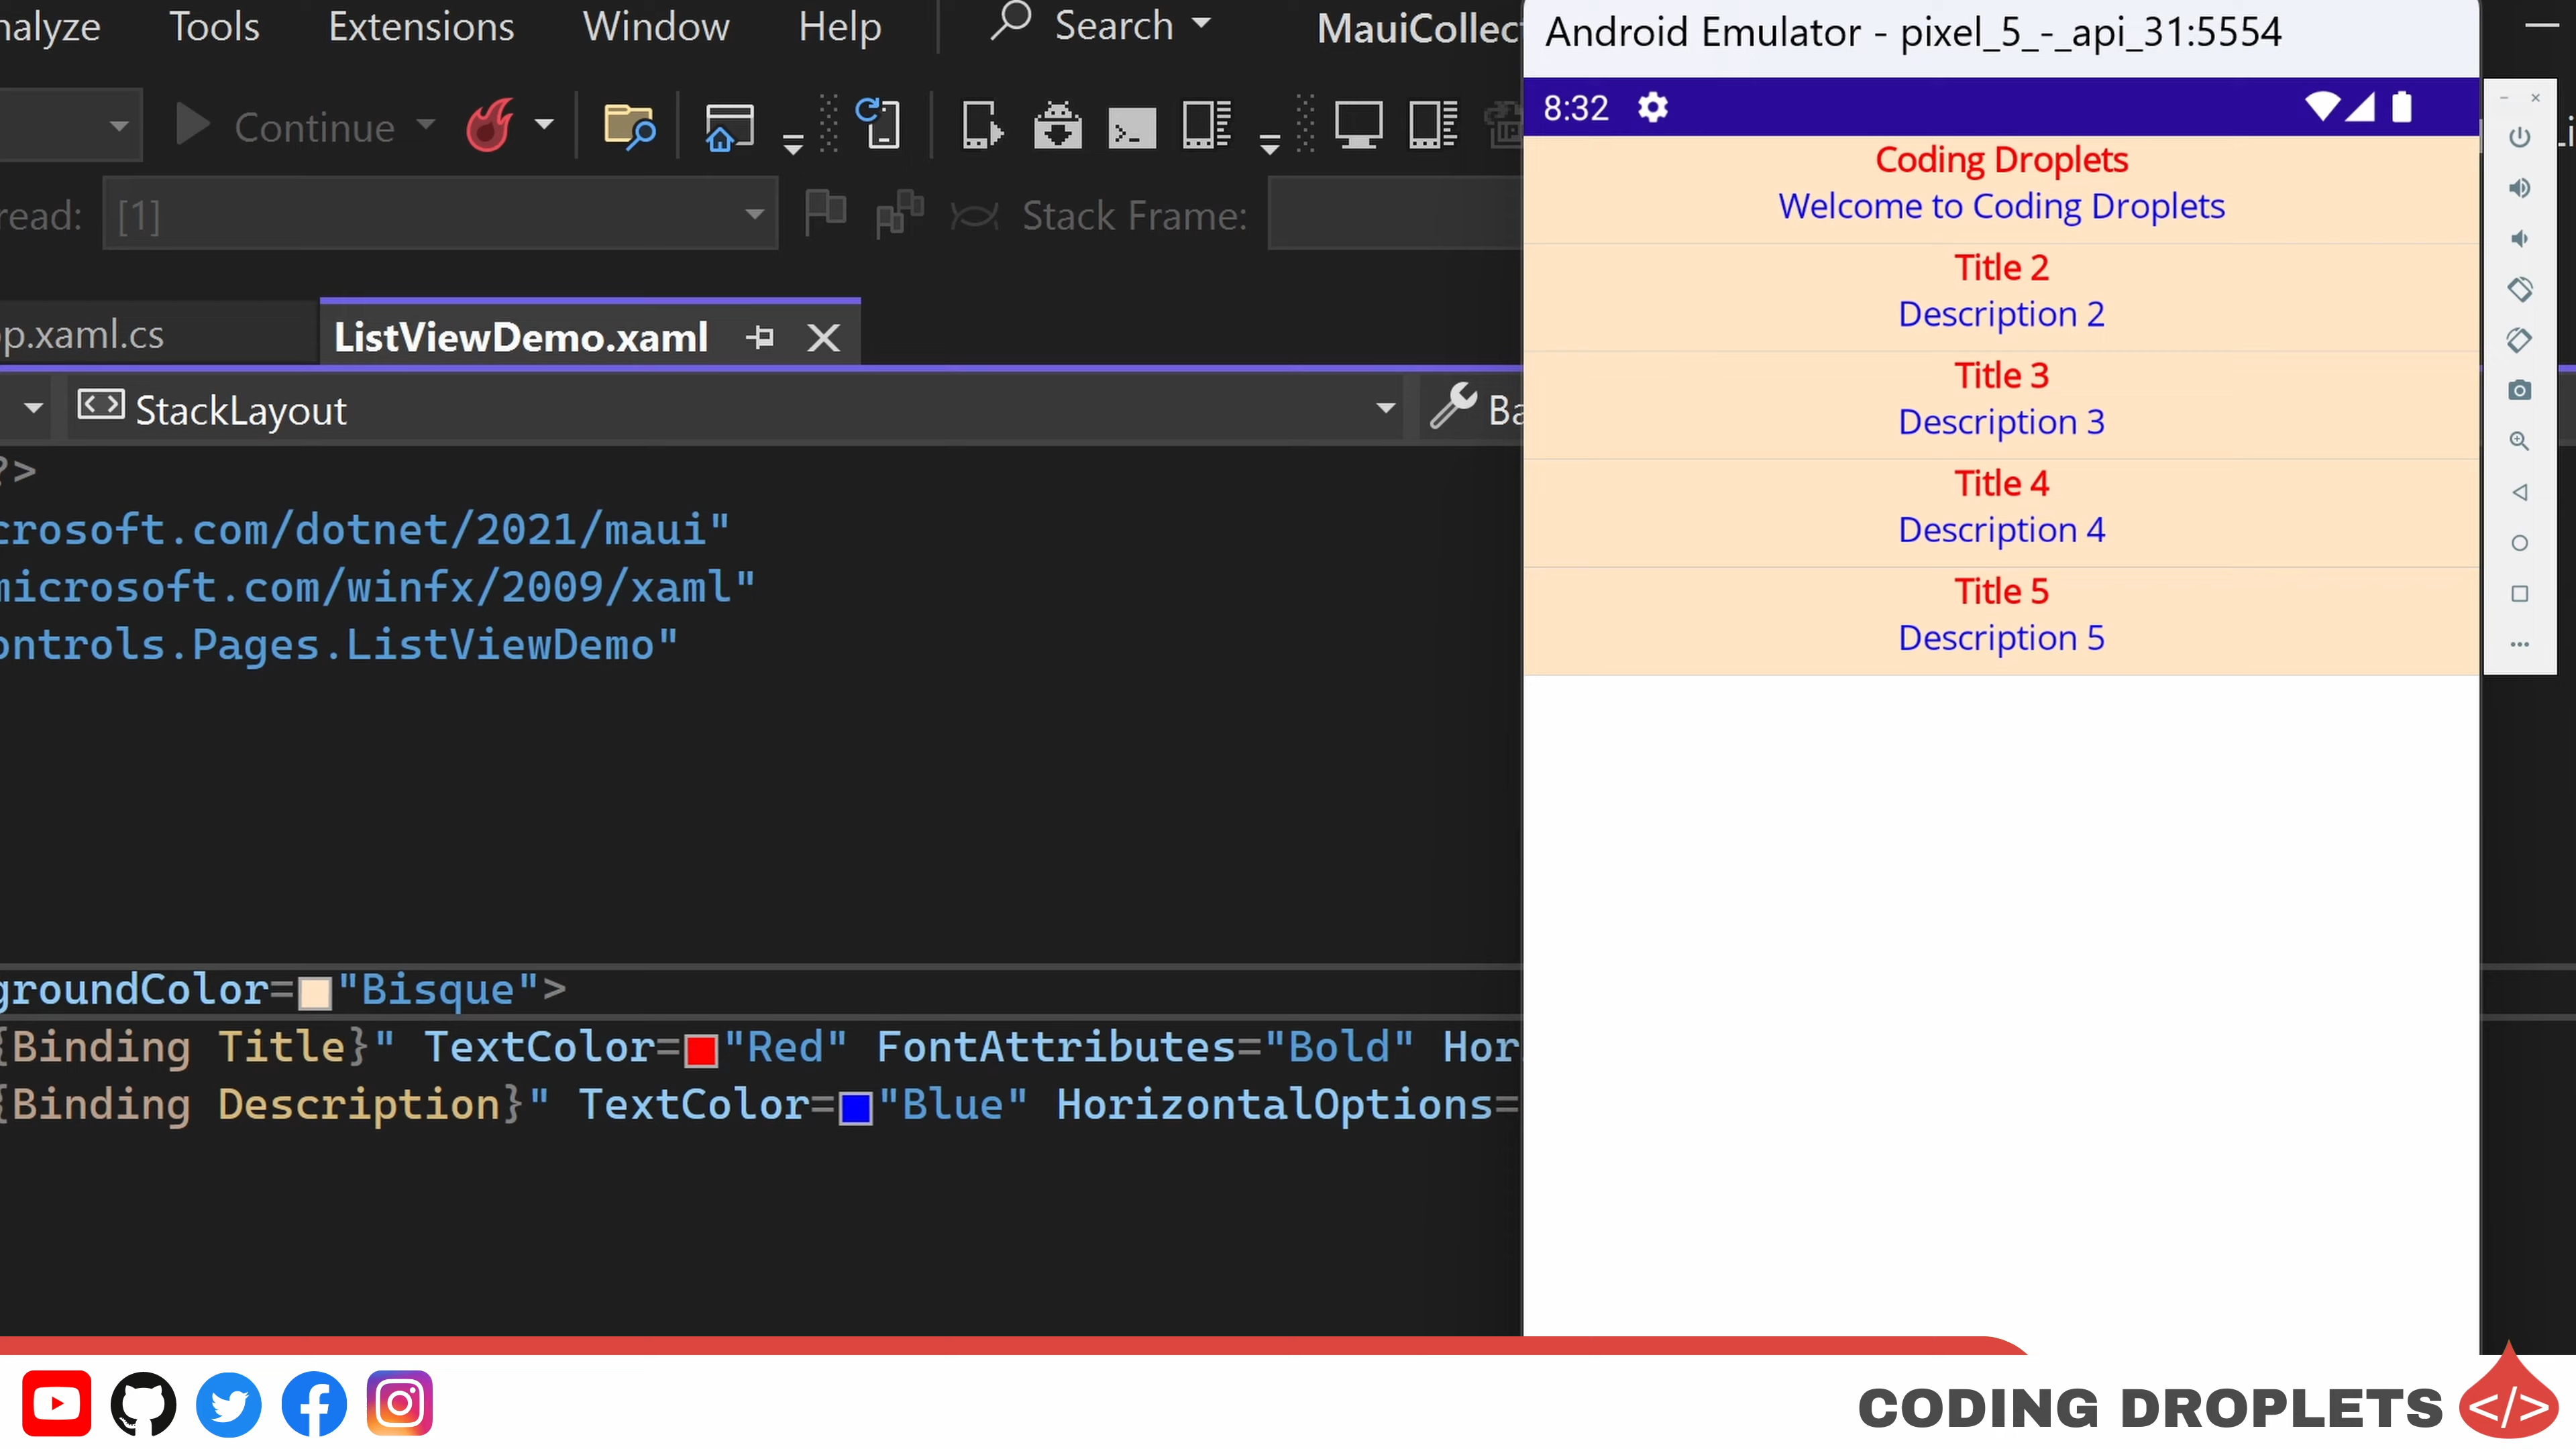 nalyze Tools Extensions Window Help Search MauiCollec
Continue
read: [1] Stack Frame:
p.xaml.cs ListViewDemo.xaml
StackLayout Ba
?>
crosoft.com/dotnet/2021/maui"
microsoft.com/winfx/2009/xaml"
ontrols.Pages.ListViewDemo"
groundColor="Bisque">
{Binding Title}" TextColor="Red" FontAttributes="Bold" Hor
{Binding Description}" TextColor="Blue" HorizontalOptions=
Android Emulator - pixel_5_-_api_31:5554
8:32
Coding Droplets
Welcome to Coding Droplets
Title 2
Description 2
Title 3
Description 3
Title 4
Description 4
Title 5
Description 5
CODING DROPLETS
</>